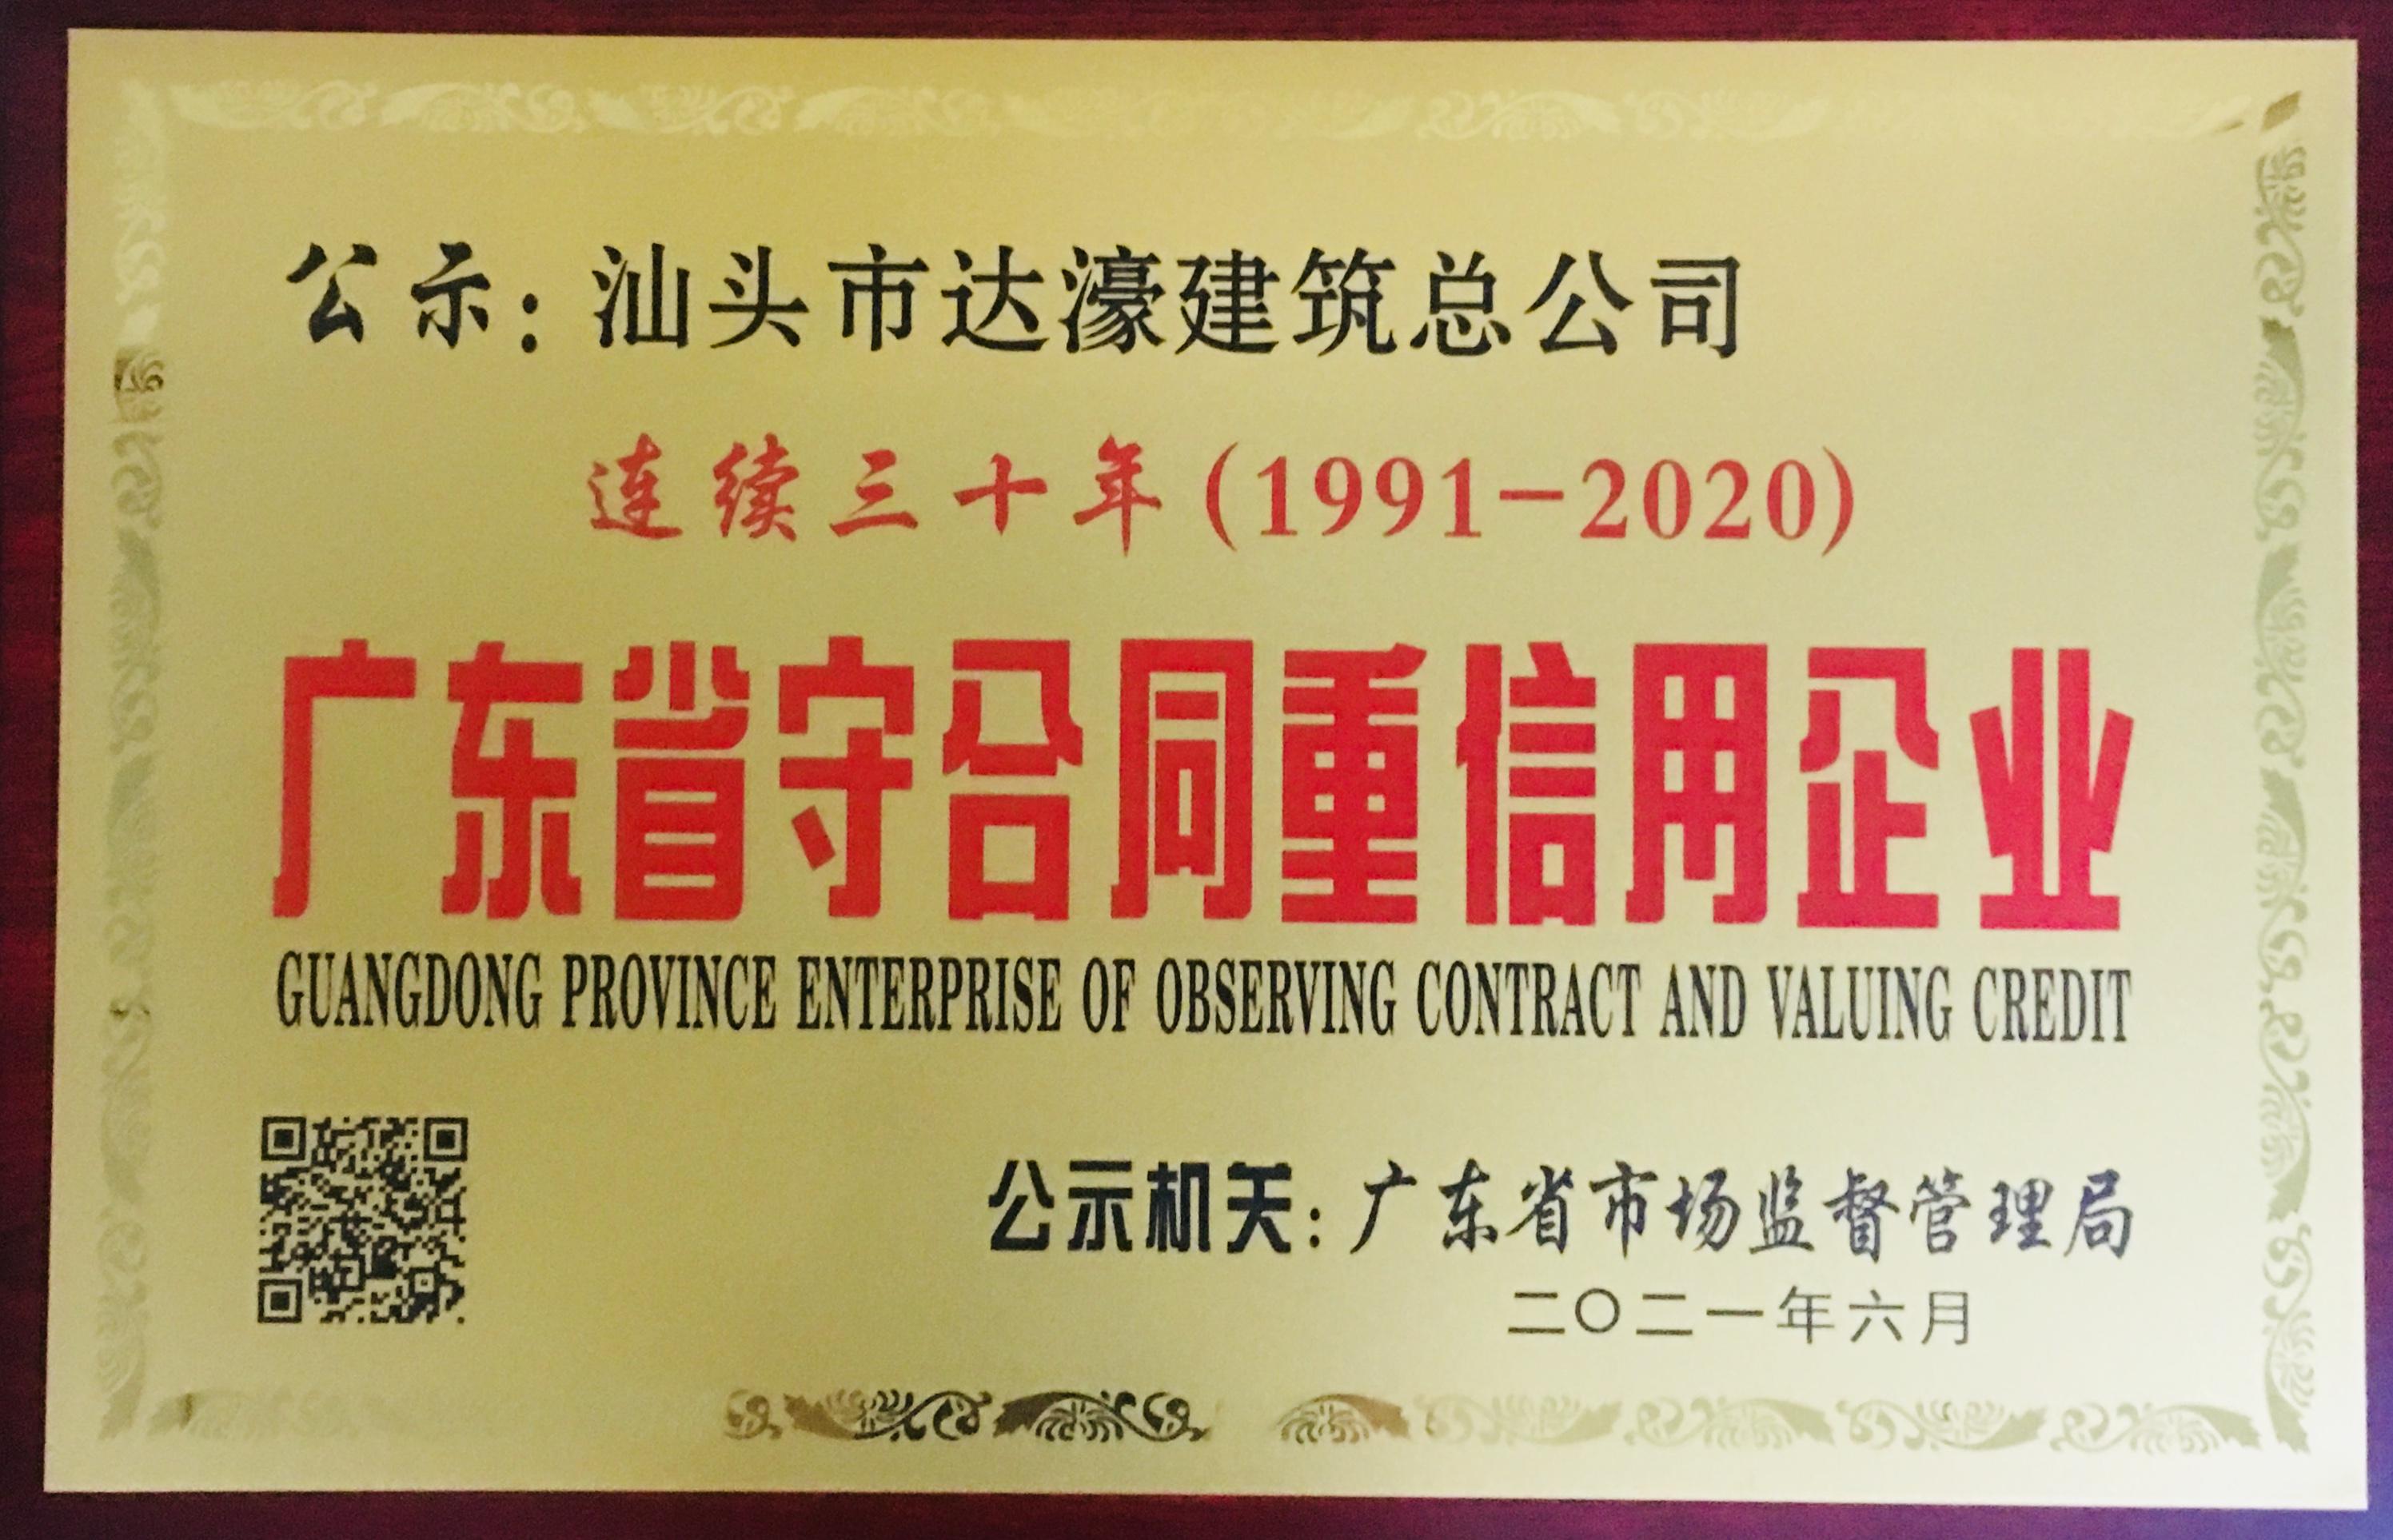 公示：汕头市达濠建筑总公司
连续三十年(1991-2020)
广东省守合同重信用企业
GUANGDONG PROVINCE ENTERPRISE OF OBSERVING CONTRACT AND VALUING CREDIT
公示机关：广东省市场监督管理局
二〇二一年六月